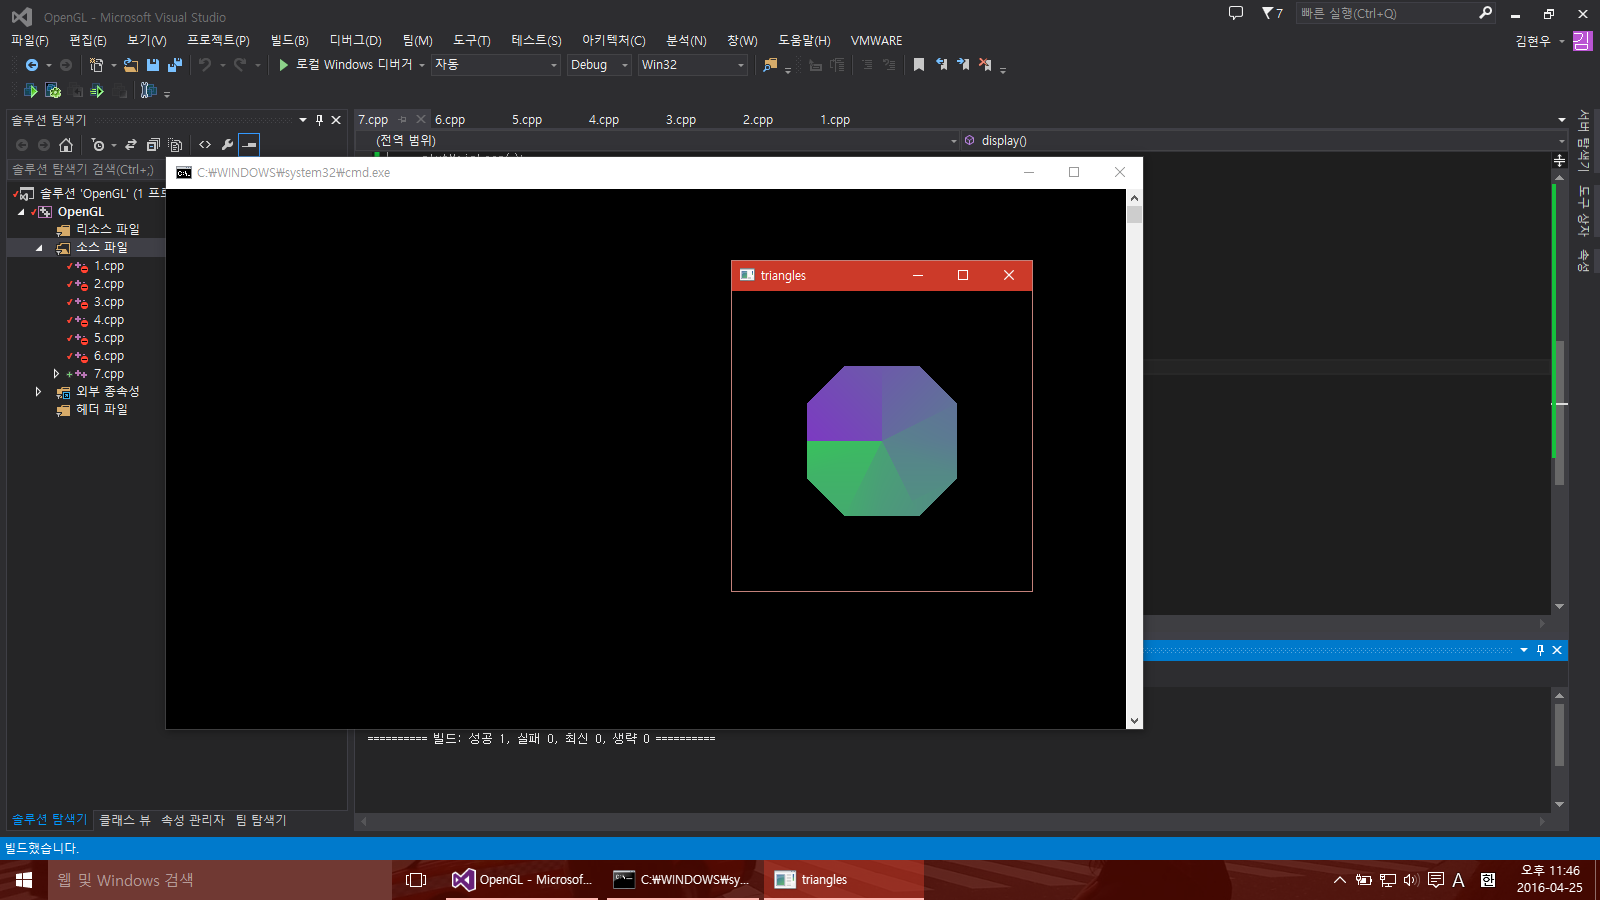 OpenGL - Microsoft Visual Studio
7
빠른 실행(Ctrl+Q)
파일(F) 편집(E) 보기(V) 프로젝트(P) 빌드(B) 디버그(D) 팀(M) 도구(T) 테스트(S) 아키텍처(C) 분석(N) 창(W) 도움말(H) VMWARE
김현우 김
로컬 Windows 디버거 자동 Debug Win32
솔루션 탐색기
7.cpp 6.cpp 5.cpp 4.cpp 3.cpp 2.cpp 1.cpp
(전역 범위) display()
솔루션 탐색기 검색(Ctrl+;)
솔루션 'OpenGL' (1 프로
OpenGL
리소스 파일
소스 파일
1.cpp
2.cpp
3.cpp
4.cpp
5.cpp
6.cpp
7.cpp
외부 종속성
헤더 파일
C:₩WINDOWS₩system32₩cmd.exe
triangles
서버 탐색기
도구 상자
속성
========== 빌드: 성공 1, 실패 0, 최신 0, 생략 0 ==========
솔루션 탐색기 클래스 뷰 속성 관리자 팀 탐색기
빌드했습니다.
웹 및 Windows 검색
OpenGL - Microsof...
C:₩WINDOWS₩sy...
triangles
A
오후 11:46
2016-04-25